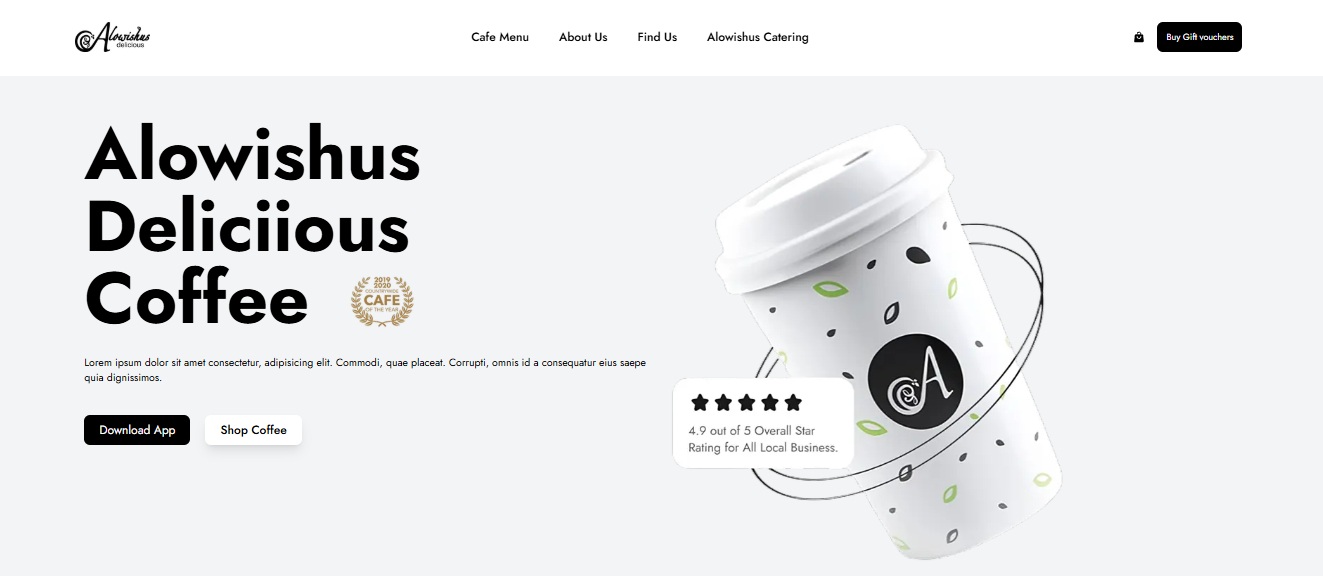 Alowishus
delicious
Cafe Menu
About Us
Find Us
Alowishus Catering
Buy Gift vouchers
Alowishus
Deliciious
Coffee
2019
2020
COUNTRYWIDE
CAFE
OF THE YEAR
Lorem ipsum dolor sit amet consectetur, adipisicing elit. Commodi, quae placeat. Corrupti, omnis id a consequatur eius saepe
quia dignissimos.
Download App
Shop Coffee
A
4.9 out of 5 Overall Star
Rating for All Local Business.